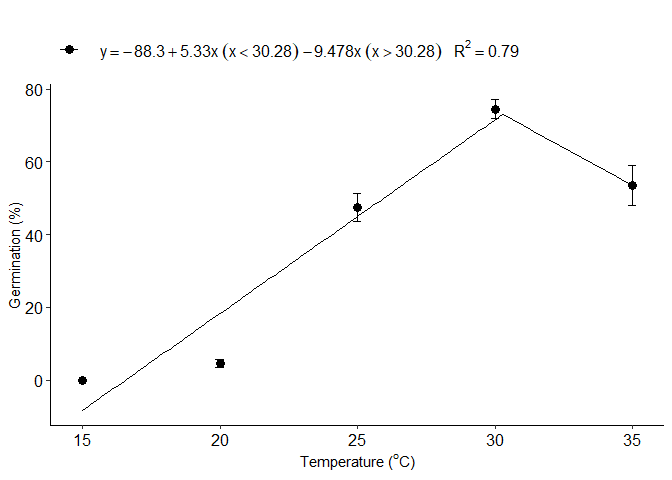 y = −88.3 + 5.33x (x < 30.28) − 9.478x (x > 30.28) R² = 0.79
80
60
40
20
0
Germination (%)
15 20 25 30 35
Temperature (°C)